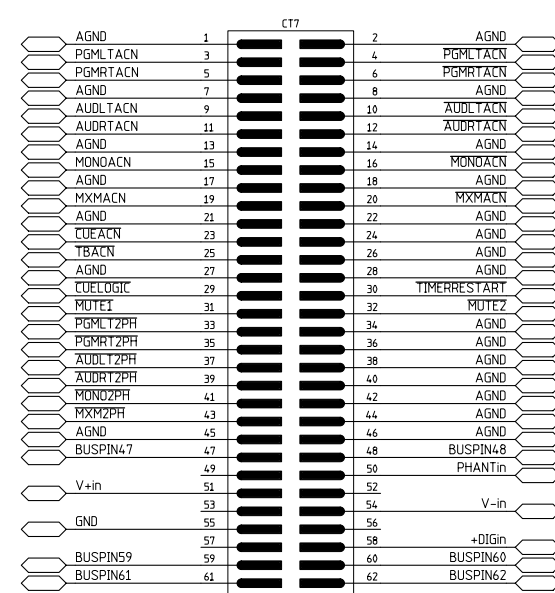 CT7
AGND 1 2 AGND
PGMLTACN 3 4 PGMLTACN
PGMRTACN 5 6 PGMRTACN
AGND 7 8 AGND
AUDLTACN 9 10 AUDLTACN
AUDRTACN 11 12 AUDRTACN
AGND 13 14 AGND
MONOACN 15 16 MONOACN
AGND 17 18 AGND
MXMACN 19 20 MXMACN
AGND 21 22 AGND
CUEACN 23 24 AGND
TBACN 25 26 AGND
AGND 27 28 AGND
CUELOGIC 29 30 TIMERRESTART
MUTE1 31 32 MUTE2
PGMLT2PH 33 34 AGND
PGMRT2PH 35 36 AGND
AUDLT2PH 37 38 AGND
AUDRT2PH 39 40 AGND
MONO2PH 41 42 AGND
MXM2PH 43 44 AGND
AGND 45 46 AGND
BUSPIN47 47 48 BUSPIN48
49 50 PHANTin
V+in 51 52
53 54 V-in
GND 55 56
57 58 +DIGin
BUSPIN59 59 60 BUSPIN60
BUSPIN61 61 62 BUSPIN62